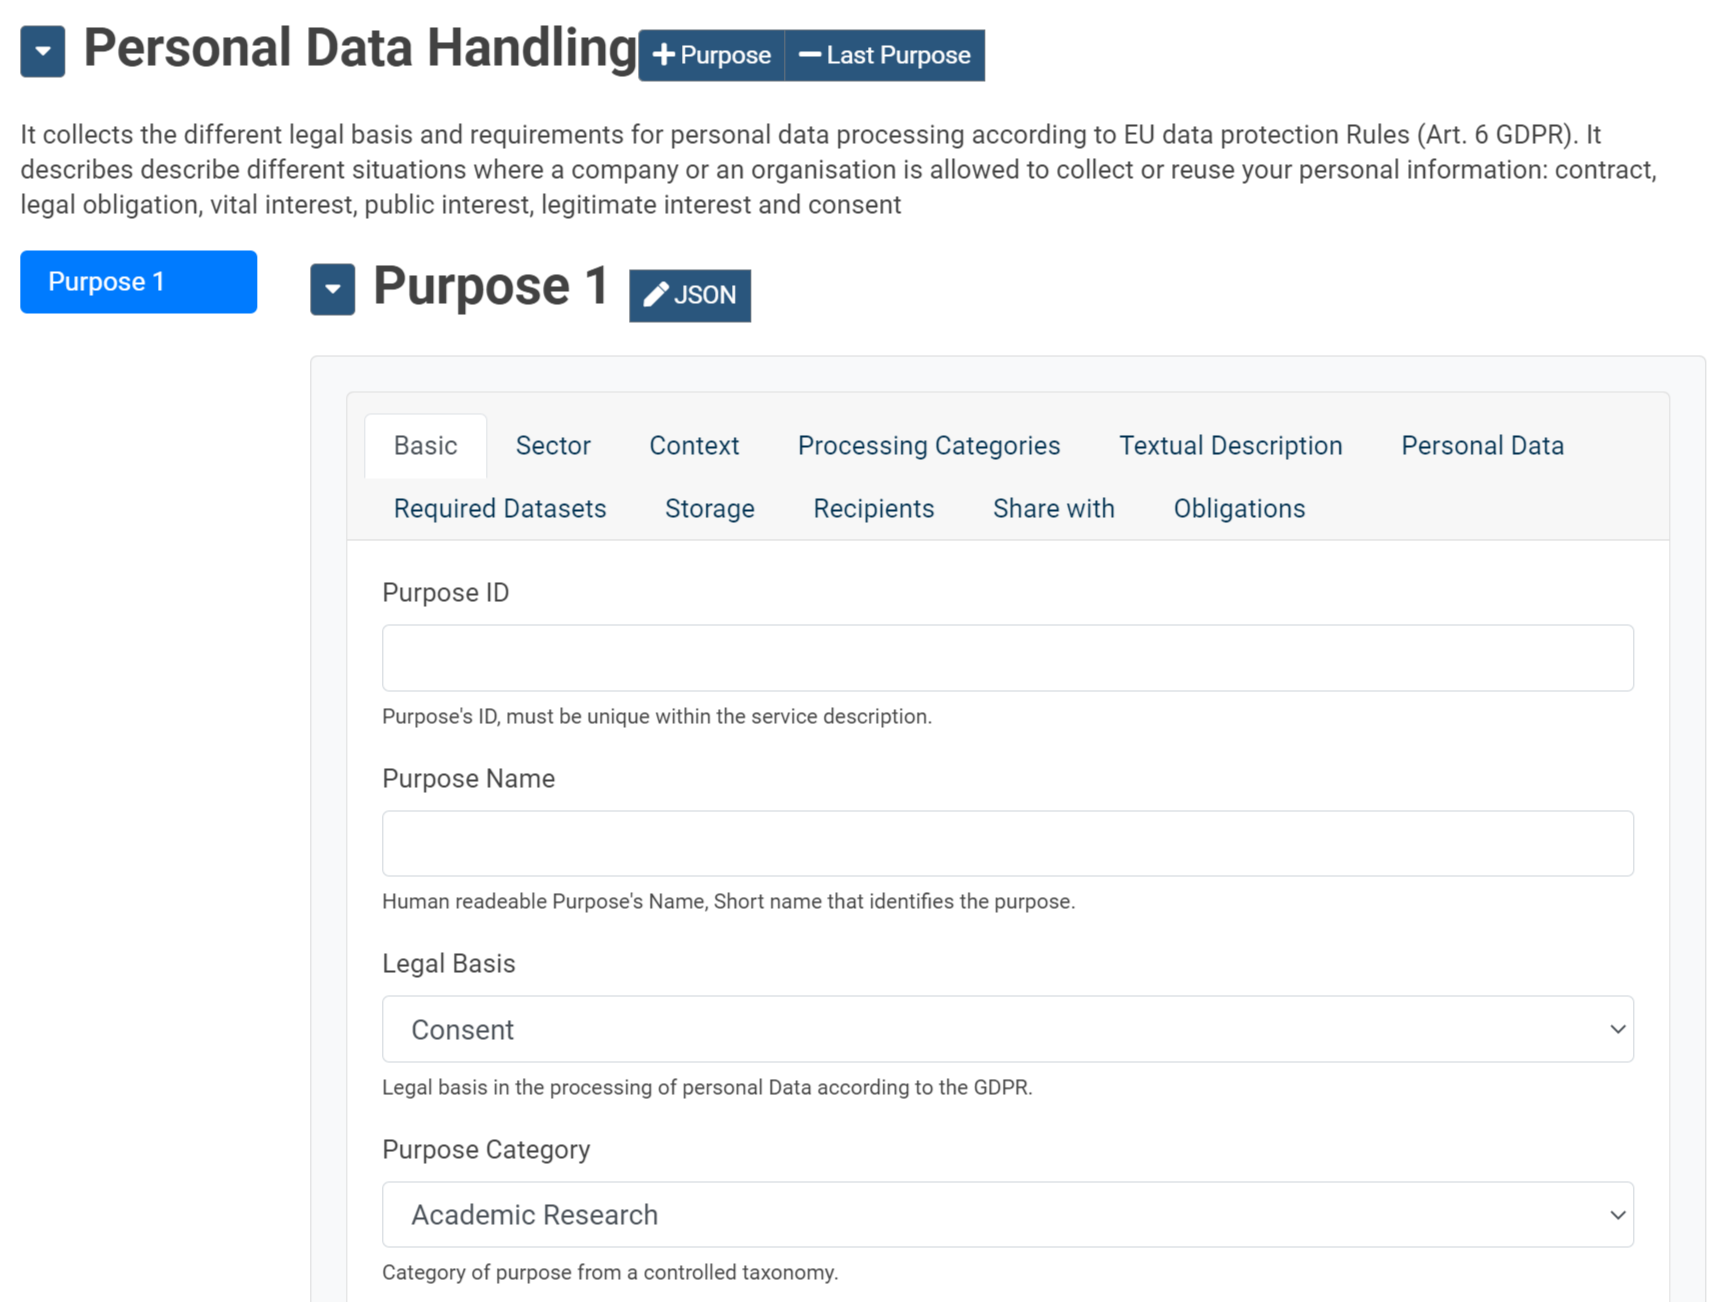 Personal Data Handling
Purpose
Last Purpose
It collects the different legal basis and requirements for personal data processing according to EU data protection Rules (Art. 6 GDPR). It
describes describe different situations where a company or an organisation is allowed to collect or reuse your personal information: contract,
legal obligation, vital interest, public interest, legitimate interest and consent
Purpose 1
Purpose 1
JSON
Basic
Sector
Context
Processing Categories
Textual Description
Personal Data
Required Datasets
Storage
Recipients
Share with
Obligations
Purpose ID
Purpose's ID, must be unique within the service description.
Purpose Name
Human readeable Purpose's Name, Short name that identifies the purpose.
Legal Basis
Consent
Legal basis in the processing of personal Data according to the GDPR.
Purpose Category
Academic Research
Category of purpose from a controlled taxonomy.